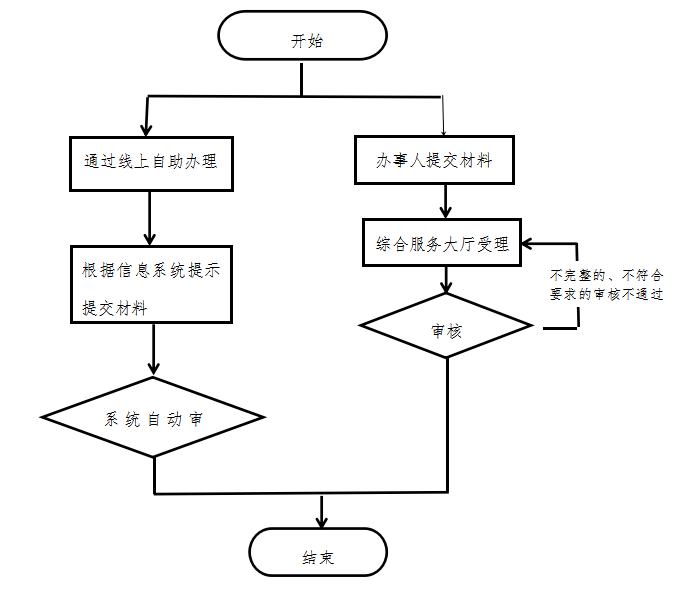 开始
通过线上自助办理
办事人提交材料
综合服务大厅受理
根据信息系统提示
提交材料
不完整的、不符合
要求的审核不通过
审核
系统自动审
结束